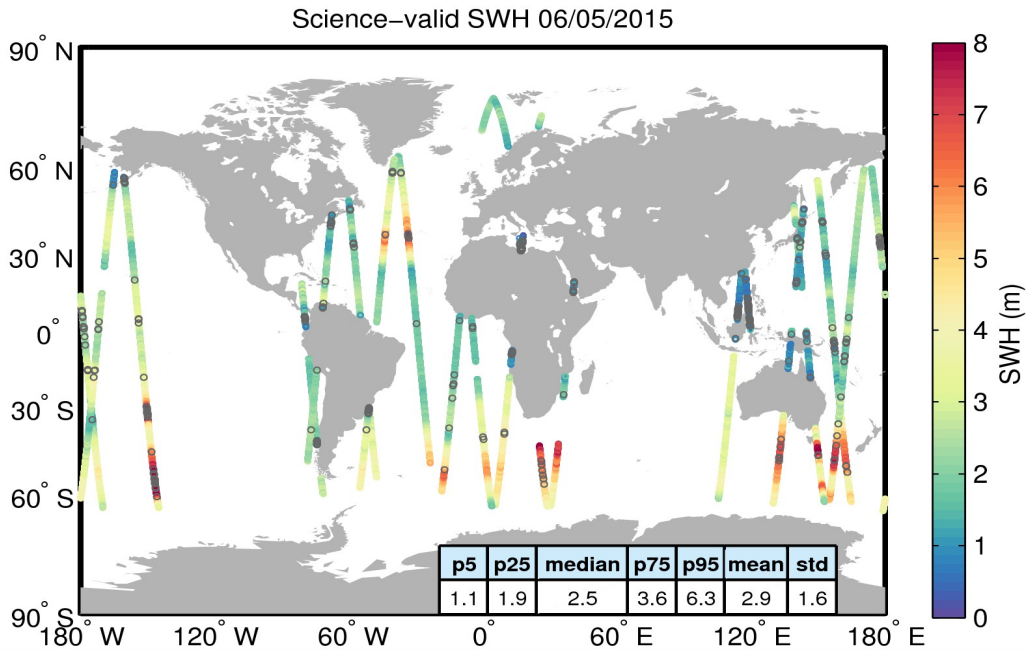 Science−valid SWH 06/05/2015
90° N
60° N
30° N
0°
30° S
60° S
90° S
180° W
120° W
60° W
0°
60° E
120° E
180° E
p5 p25 median p75 p95 mean std
1.1 1.9 2.5 3.6 6.3 2.9 1.6
8
7
6
5
4
3
2
1
0
SWH (m)